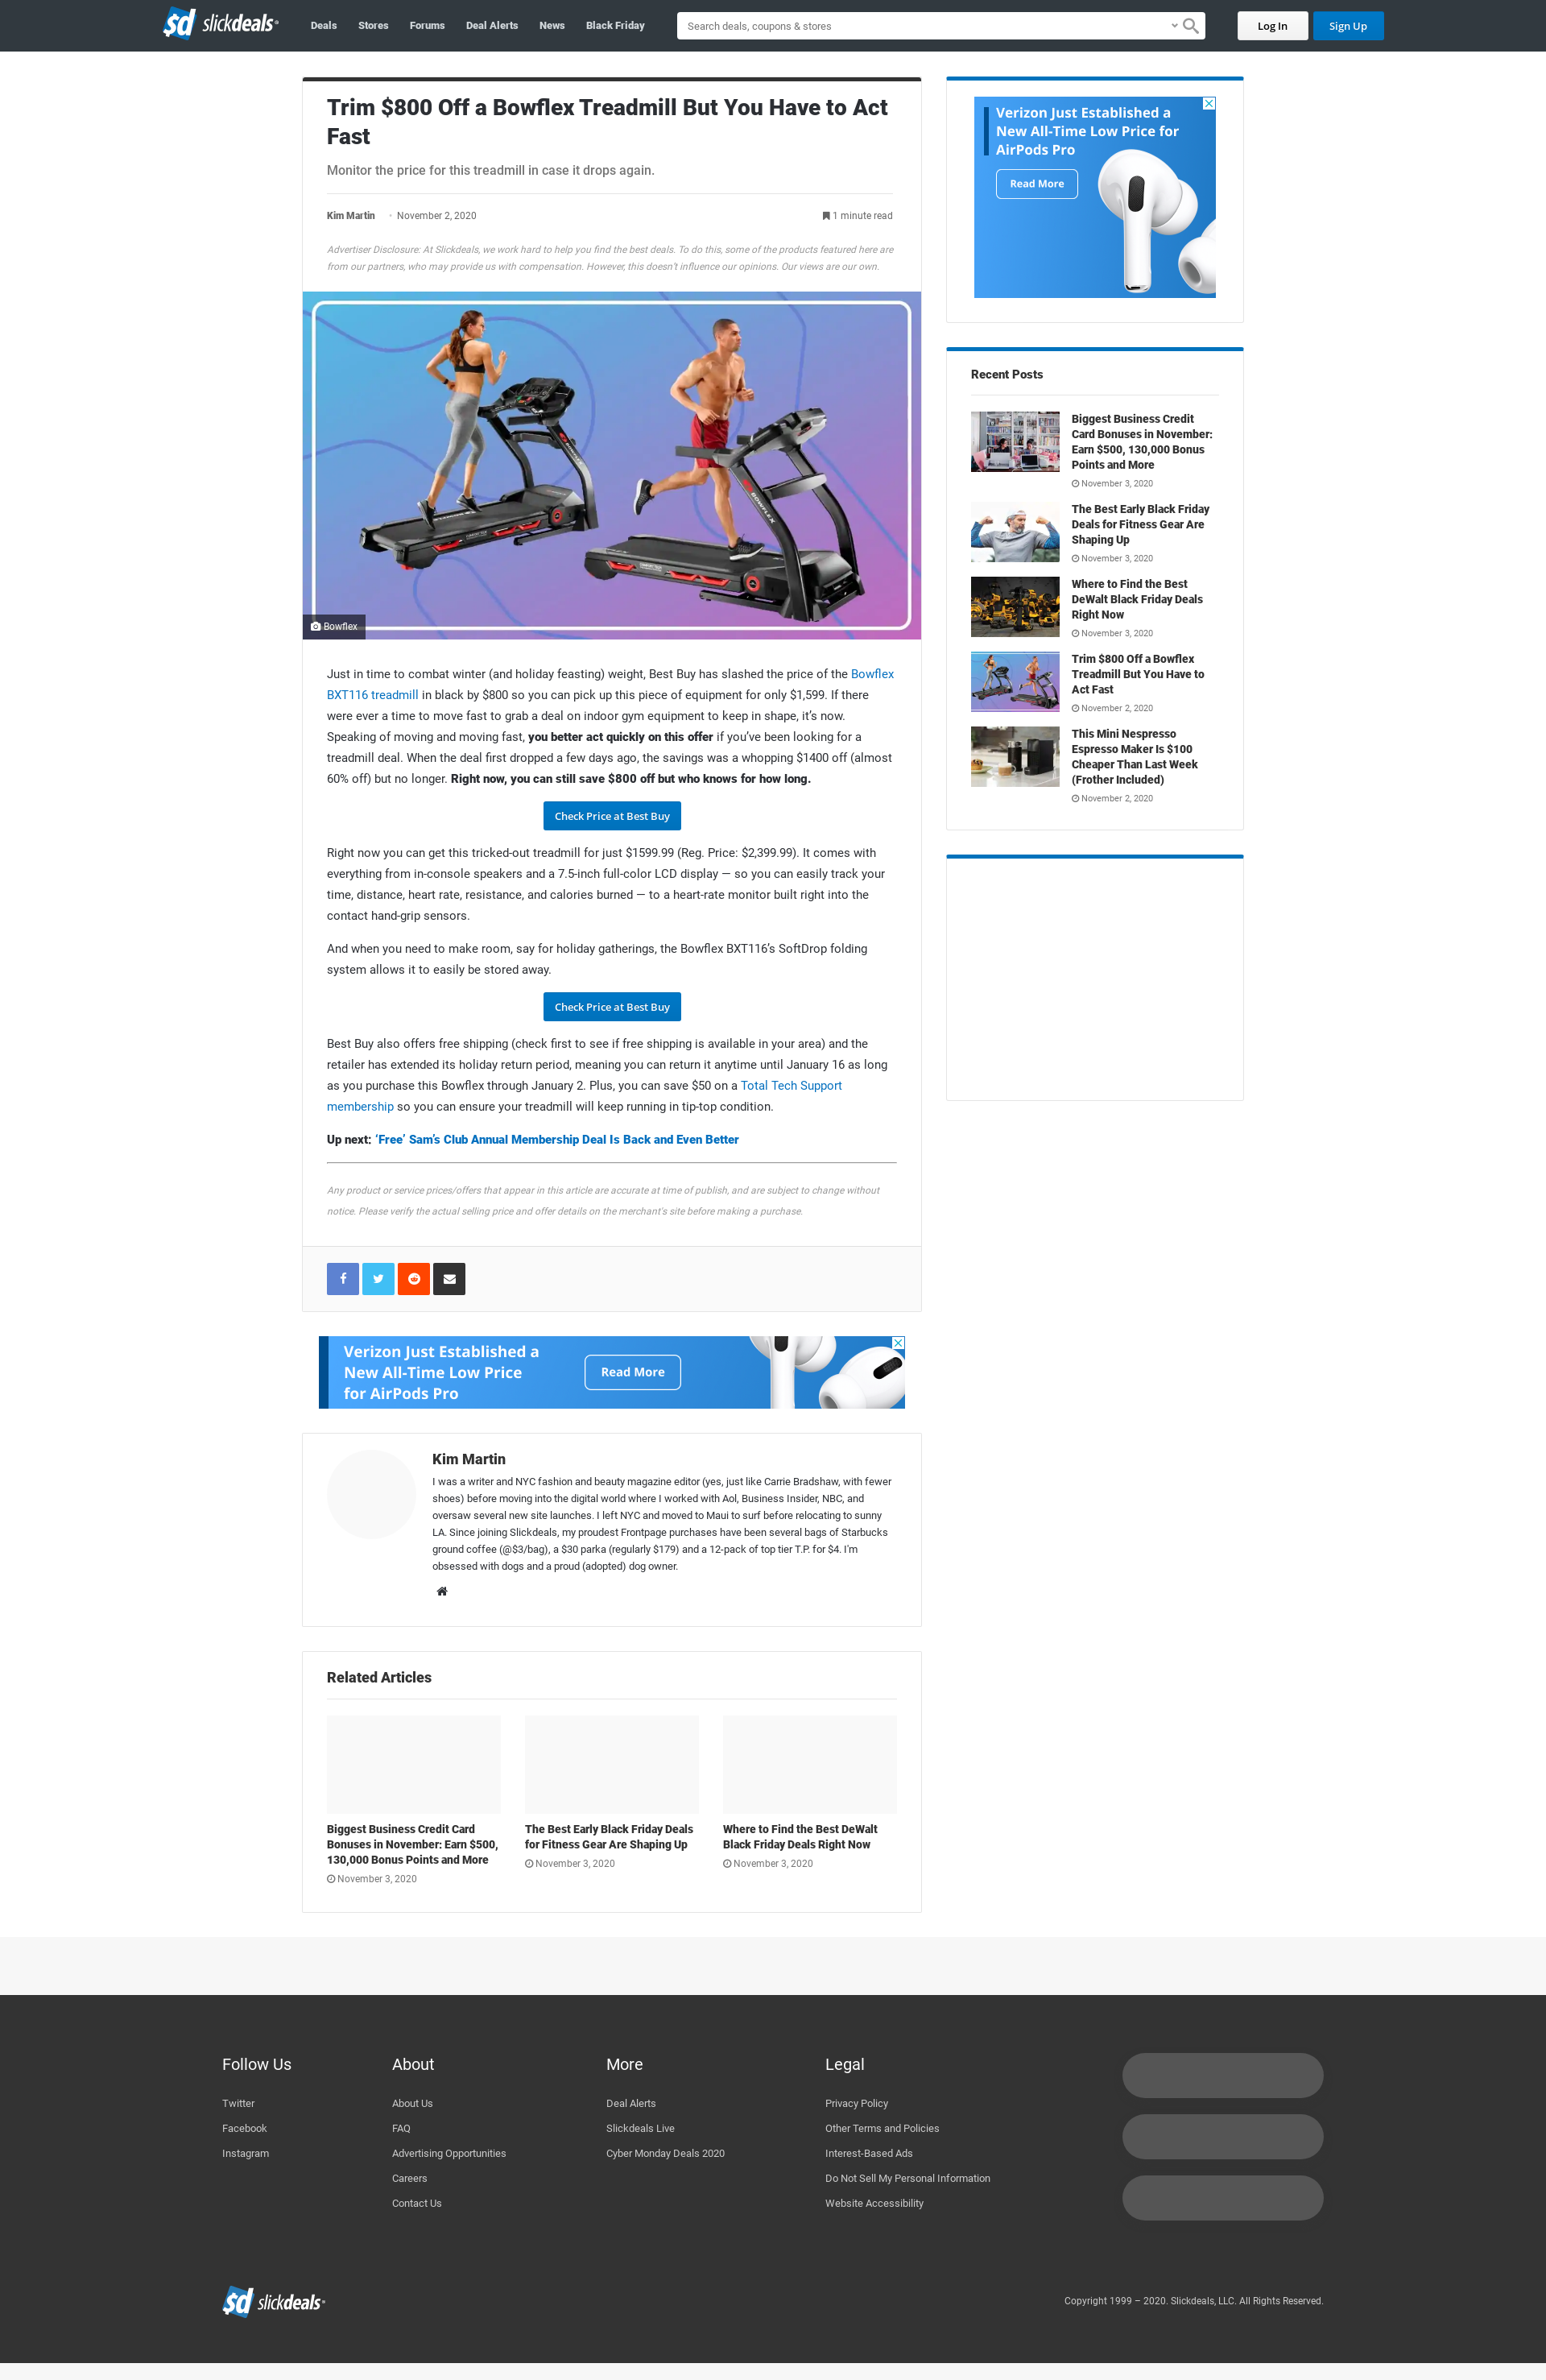 sd slickdeals
Deals
Stores
Forums
Deal Alerts
News
Black Friday
Search deals, coupons & stores
Log In
Sign Up
Trim $800 Off a Bowflex Treadmill But You Have to Act
Fast
Monitor the price for this treadmill in case it drops again.
Kim Martin
November 2, 2020
1 minute read
Advertiser Disclosure: At Slickdeals, we work hard to help you find the best deals. To do this, some of the products featured here are
from our partners, who may provide us with compensation. However, this doesn't influence our opinions. Our views are our own.
BOWFLEX
Bowflex
Just in time to combat winter (and holiday feasting) weight, Best Buy has slashed the price of the Bowflex
BXT116 treadmill in black by $800 so you can pick up this piece of equipment for only $1,599. If there
were ever a time to move fast to grab a deal on indoor gym equipment to keep in shape, it’s now.
Speaking of moving and moving fast, you better act quickly on this offer if you’ve been looking for a
treadmill deal. When the deal first dropped a few days ago, the savings was a whopping $1400 off (almost
60% off) but no longer. Right now, you can still save $800 off but who knows for how long.
Check Price at Best Buy
Right now you can get this tricked-out treadmill for just $1599.99 (Reg. Price: $2,399.99). It comes with
everything from in-console speakers and a 7.5-inch full-color LCD display — so you can easily track your
time, distance, heart rate, resistance, and calories burned — to a heart-rate monitor built right into the
contact hand-grip sensors.
And when you need to make room, say for holiday gatherings, the Bowflex BXT116’s SoftDrop folding
system allows it to easily be stored away.
Check Price at Best Buy
Best Buy also offers free shipping (check first to see if free shipping is available in your area) and the
retailer has extended its holiday return period, meaning you can return it anytime until January 16 as long
as you purchase this Bowflex through January 2. Plus, you can save $50 on a Total Tech Support
membership so you can ensure your treadmill will keep running in tip-top condition.
Up next: ‘Free’ Sam’s Club Annual Membership Deal Is Back and Even Better
Any product or service prices/offers that appear in this article are accurate at time of publish, and are subject to change without
notice. Please verify the actual selling price and offer details on the merchant's site before making a purchase.
Verizon Just Established a
New All-Time Low Price
for AirPods Pro
Read More
Kim Martin
I was a writer and NYC fashion and beauty magazine editor (yes, just like Carrie Bradshaw, with fewer
shoes) before moving into the digital world where I worked with Aol, Business Insider, NBC, and
oversaw several new site launches. I left NYC and moved to Maui to surf before relocating to sunny
LA. Since joining Slickdeals, my proudest Frontpage purchases have been several bags of Starbucks
ground coffee (@$3/bag), a $30 parka (regularly $179) and a 12-pack of top tier T.P. for $4. I'm
obsessed with dogs and a proud (adopted) dog owner.
Related Articles
Biggest Business Credit Card
Bonuses in November: Earn $500,
130,000 Bonus Points and More
November 3, 2020
The Best Early Black Friday Deals
for Fitness Gear Are Shaping Up
November 3, 2020
Where to Find the Best DeWalt
Black Friday Deals Right Now
November 3, 2020
Verizon Just Established a
New All-Time Low Price for
AirPods Pro
Read More
Recent Posts
Biggest Business Credit
Card Bonuses in November:
Earn $500, 130,000 Bonus
Points and More
November 3, 2020
The Best Early Black Friday
Deals for Fitness Gear Are
Shaping Up
November 3, 2020
Where to Find the Best
DeWalt Black Friday Deals
Right Now
November 3, 2020
Trim $800 Off a Bowflex
Treadmill But You Have to
Act Fast
November 2, 2020
This Mini Nespresso
Espresso Maker Is $100
Cheaper Than Last Week
(Frother Included)
November 2, 2020
Follow Us
Twitter
Facebook
Instagram
About
About Us
FAQ
Advertising Opportunities
Careers
Contact Us
More
Deal Alerts
Slickdeals Live
Cyber Monday Deals 2020
Legal
Privacy Policy
Other Terms and Policies
Interest-Based Ads
Do Not Sell My Personal Information
Website Accessibility
sd slickdeals
Copyright 1999 – 2020. Slickdeals, LLC. All Rights Reserved.